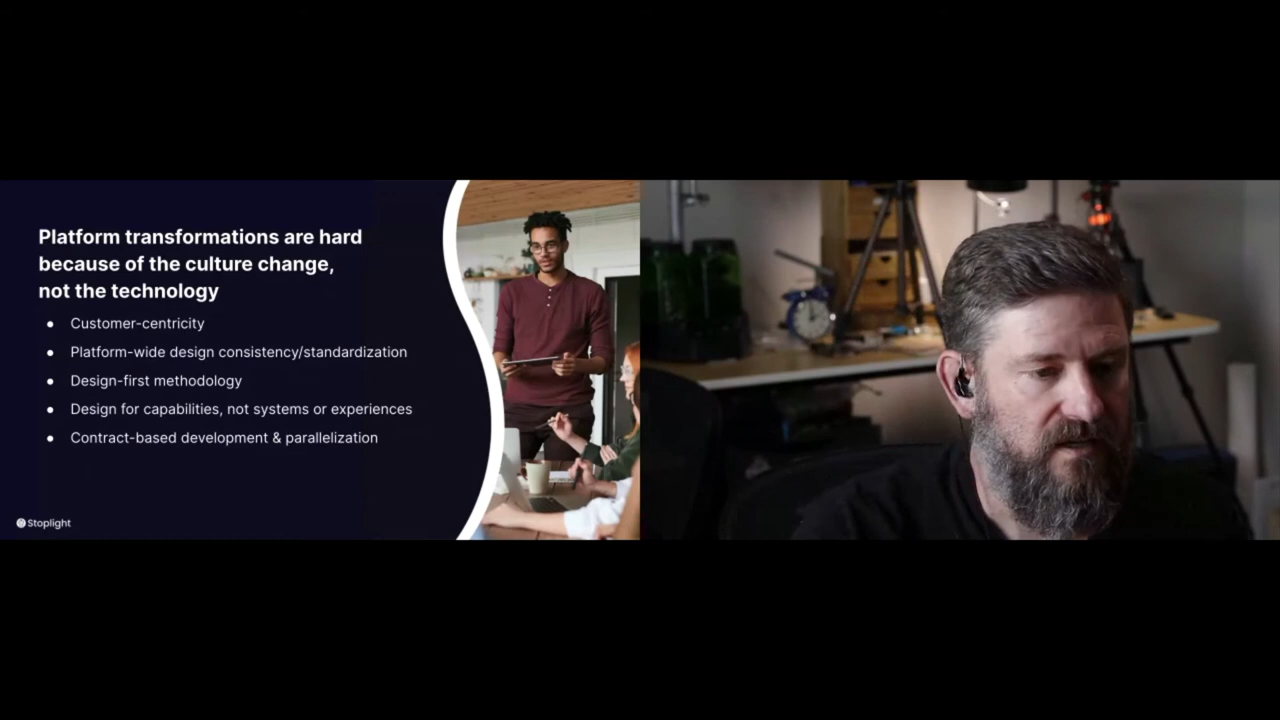 Platform transformations are hard
because of the culture change,
not the technology
● Customer-centricity
● Platform-wide design consistency/standardization
● Design-first methodology
● Design for capabilities, not systems or experiences
● Contract-based development & parallelization
Stoplight